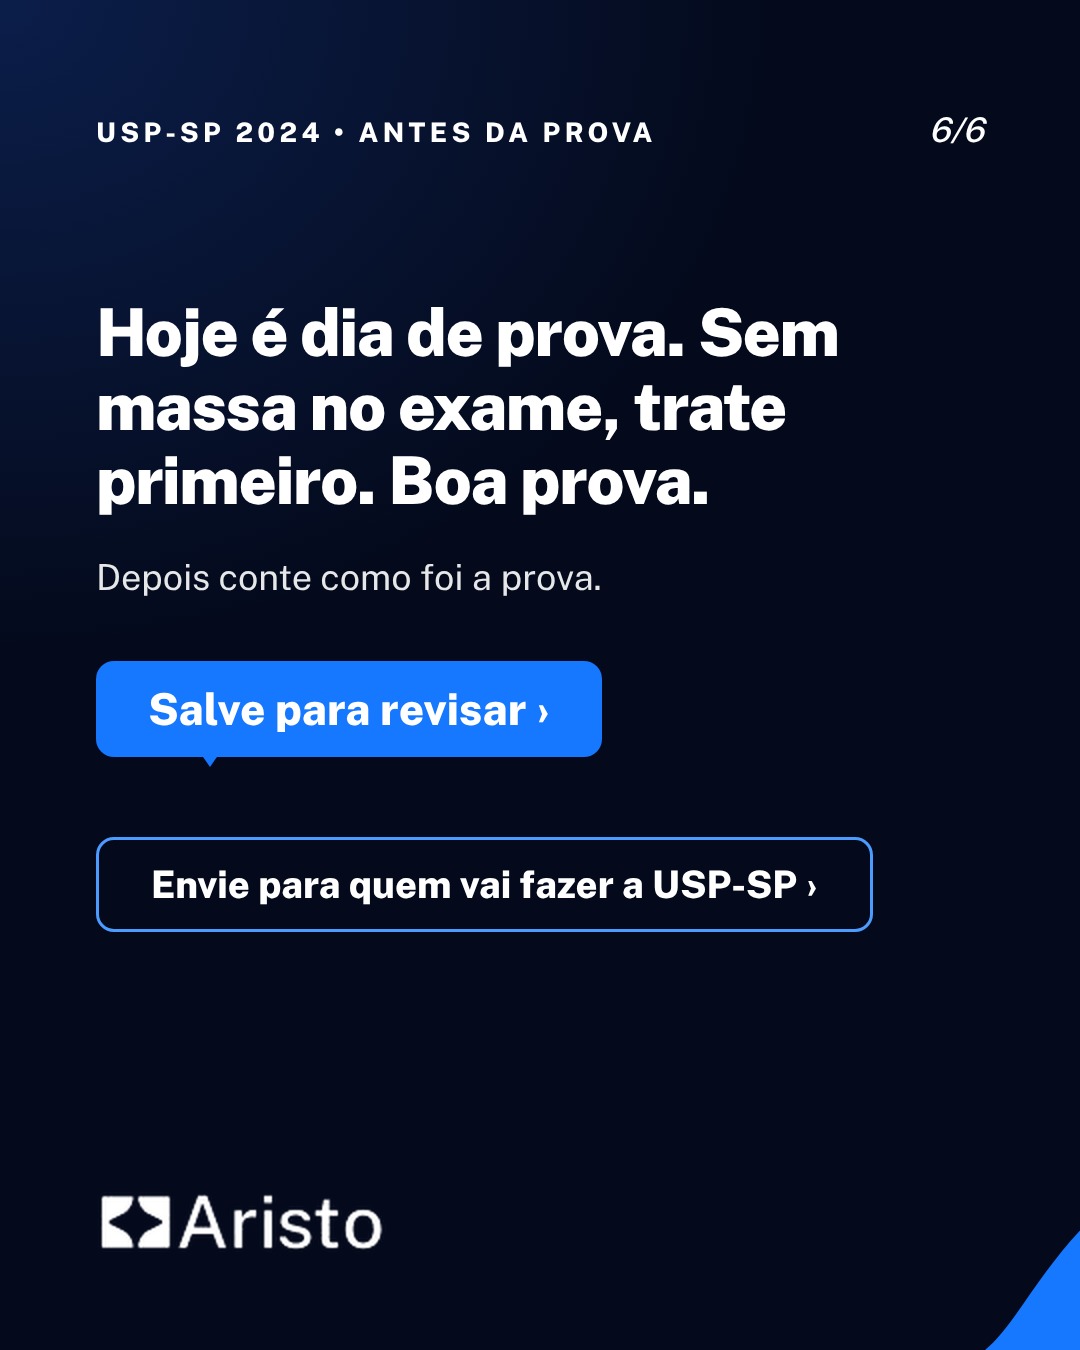 USP-SP 2024 • ANTES DA PROVA
6/6
Hoje é dia de prova. Sem
massa no exame, trate
primeiro. Boa prova.
Depois conte como foi a prova.
Salve para revisar ›
Envie para quem vai fazer a USP-SP ›
Aristo